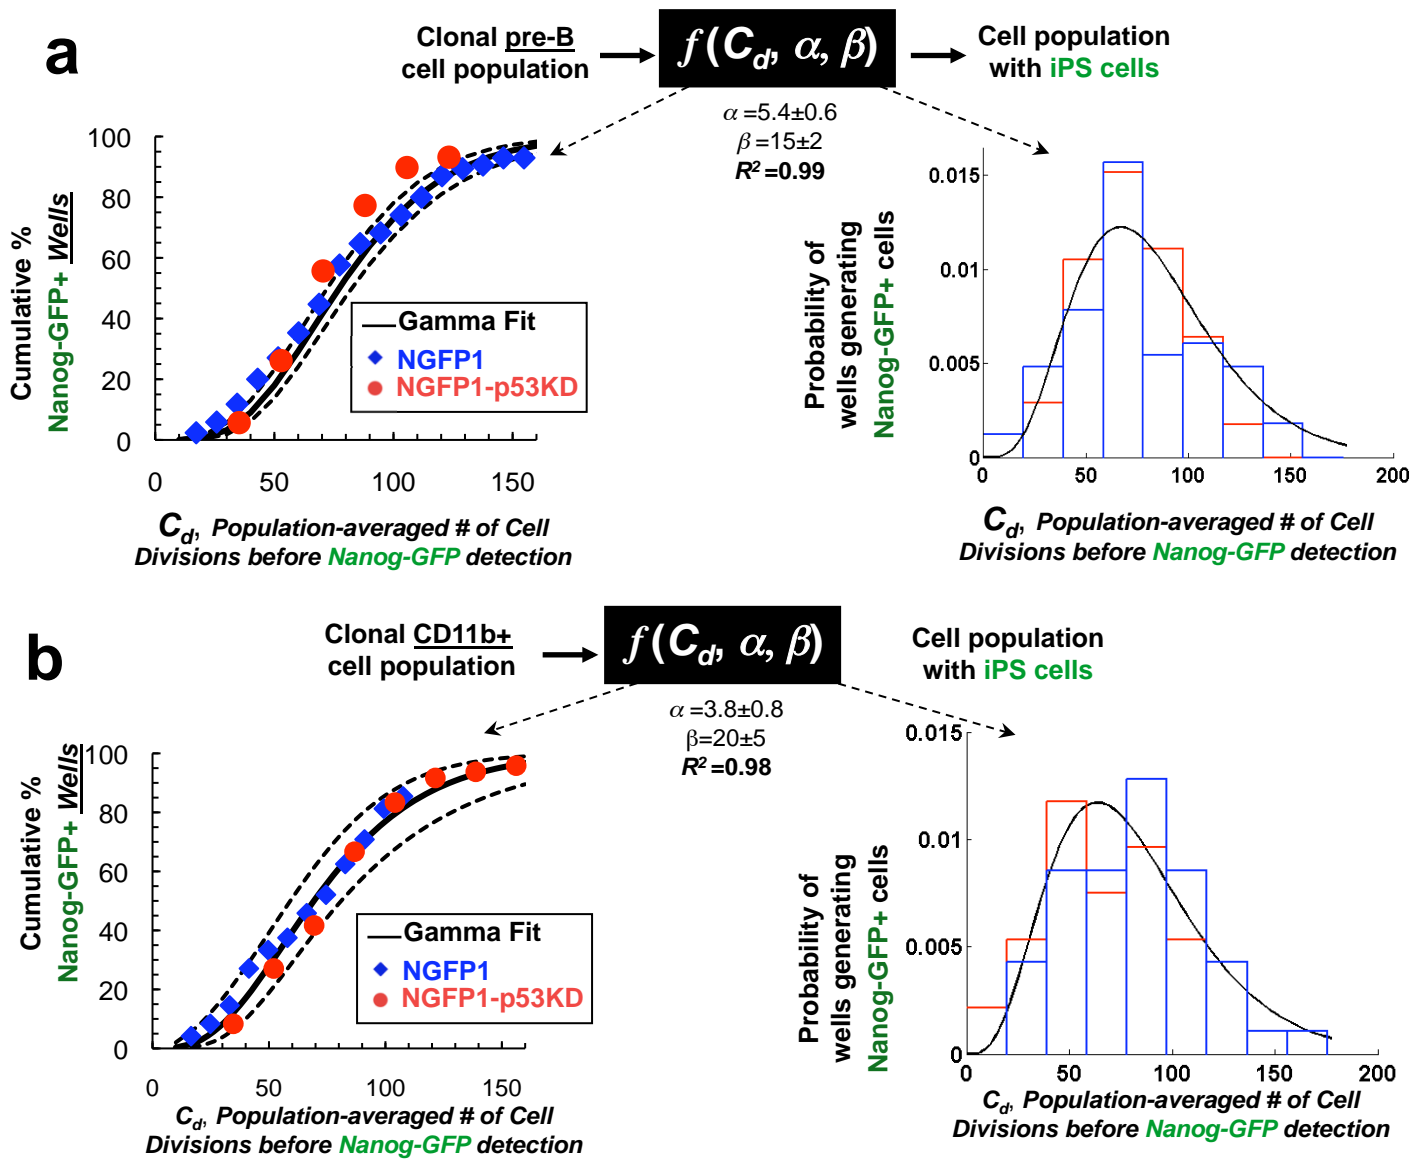 a
Clonal pre-B
cell population
f(Cd, α, β)
Cell population
with iPS cells
α =5.4±0.6
β =15±2
R² =0.99
Cumulative %
Nanog-GFP+ Wells
100
80
60
40
20
0
0 50 100 150
Gamma Fit
NGFP1
NGFP1-p53KD
Cd, Population-averaged # of Cell
Divisions before Nanog-GFP detection
Probability of
wells generating
Nanog-GFP+ cells
0.015
0.01
0.005
0
0 50 100 150 200
Cd, Population-averaged # of Cell
Divisions before Nanog-GFP detection
b
Clonal CD11b+
cell population
f(Cd, α, β)
Cell population
with iPS cells
α =3.8±0.8
β=20±5
R² =0.98
Cumulative %
Nanog-GFP+ Wells
100
80
60
40
20
0
0 50 100 150
Gamma Fit
NGFP1
NGFP1-p53KD
Cd, Population-averaged # of Cell
Divisions before Nanog-GFP detection
Probability of
wells generating
Nanog-GFP+ cells
0.015
0.01
0.005
0
0 50 100 150 200
Cd, Population-averaged # of Cell
Divisions before Nanog-GFP detection